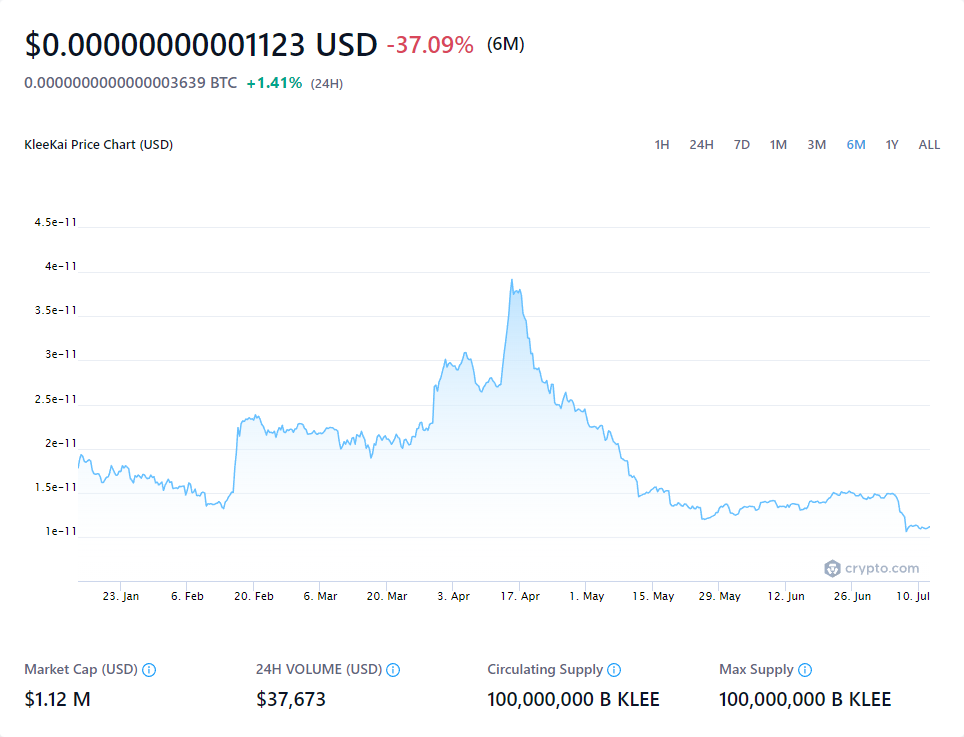 $0.00000000001123 USD -37.09% (6M)
0.0000000000000003639 BTC +1.41% (24H)
KleeKai Price Chart (USD) 1H 24H 7D 1M 3M 6M 1Y ALL
4.5e-11
4e-11
3.5e-11
3e-11
2.5e-11
2e-11
1.5e-11
1e-11
crypto.com
23. Jan 6. Feb 20. Feb 6. Mar 20. Mar 3. Apr 17. Apr 1. May 15. May 29. May 12. Jun 26. Jun 10. Jul
Market Cap (USD) 24H VOLUME (USD) Circulating Supply Max Supply
$1.12 M $37,673 100,000,000 B KLEE 100,000,000 B KLEE